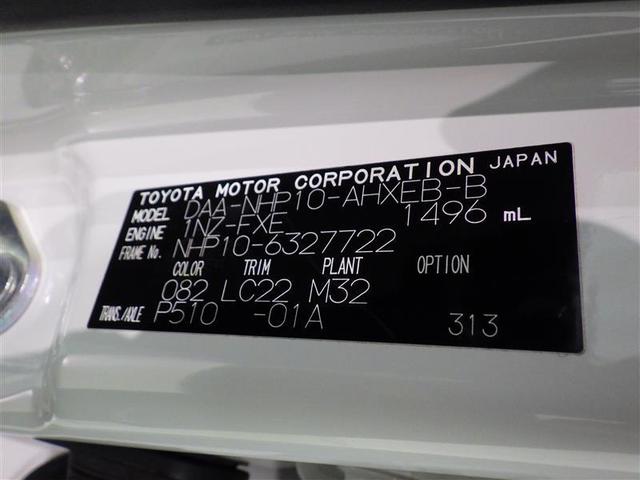 TOYOTA MOTOR CORPORATION JAPAN
MODEL DAA-NHP10-AHXEB-B
ENGINE 1NZ-FXE 1496 mL
FRAME No. NHP10-6327722
COLOR TRIM PLANT OPTION
082 LC22 M32
TRANS./AXLE P510 -01A 313